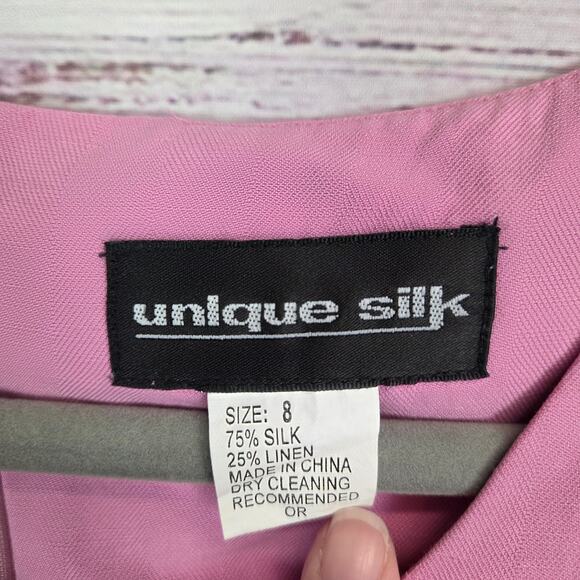 unique silk
SIZE: 8
75% SILK
25% LINEN
MADE IN CHINA
DRY CLEANING
RECOMMENDED
OR